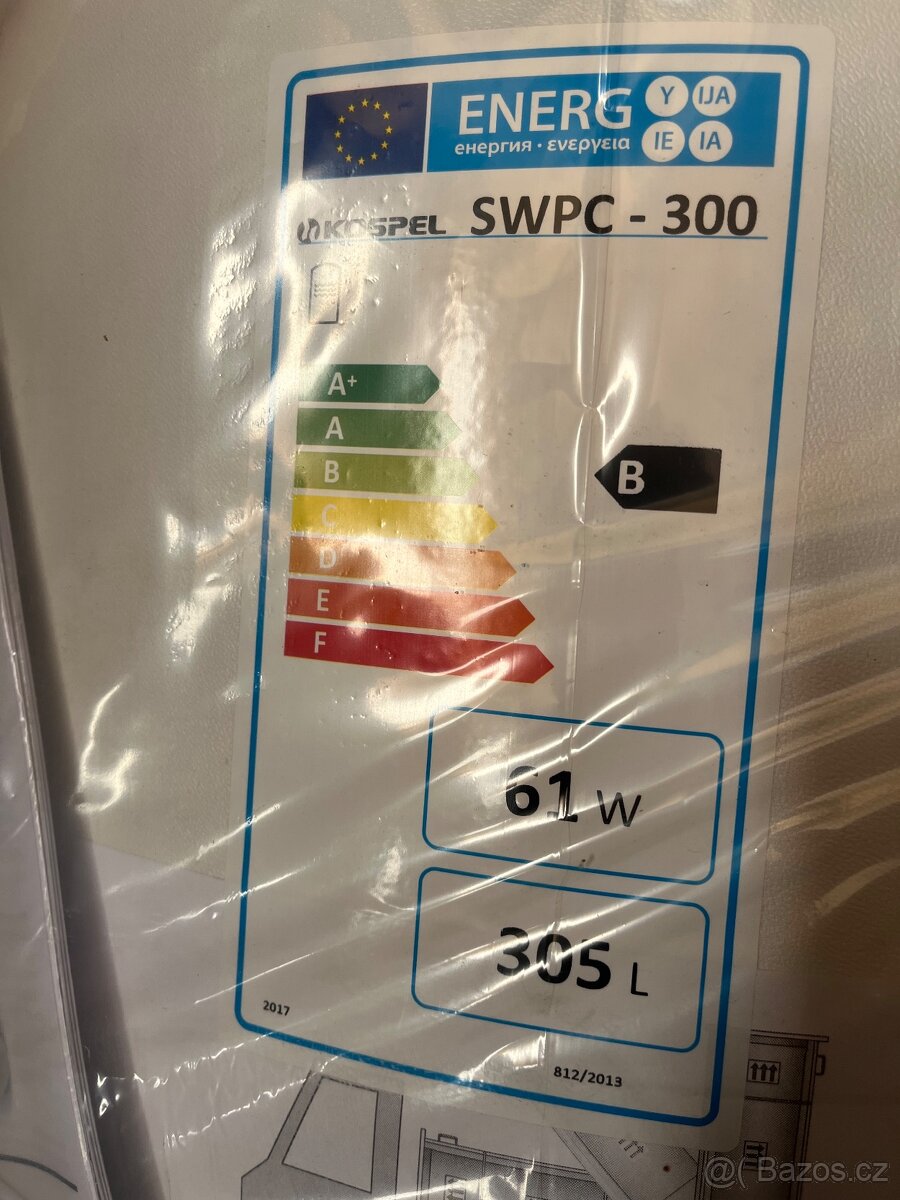 ENERG Y IJA
енергия · ενεργεια IE IA
KOSPEL SWPC - 300
A+
A
B
B
C
D
E
F
61 W
305 L
2017
812/2013
@( Bazos.cz